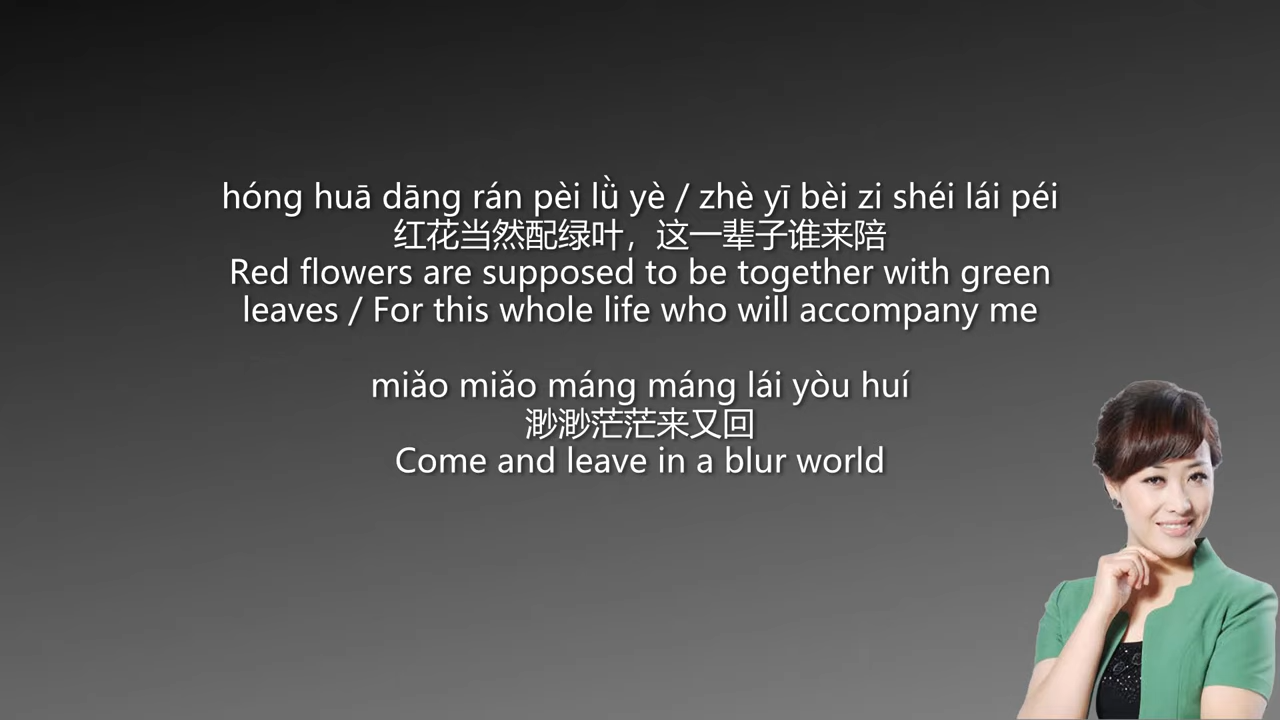 hóng huā dāng rán pèi lǜ yè / zhè yī bèi zi shéi lái péi
红花当然配绿叶，这一辈子谁来陪
Red flowers are supposed to be together with green
leaves / For this whole life who will accompany me
miǎo miǎo máng máng lái yòu huí
渺渺茫茫来又回
Come and leave in a blur world